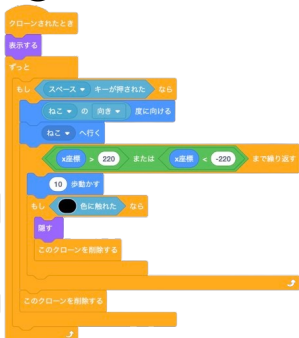 クローンされたとき
表示する
ずっと
もし スペース キーが押された なら
ねこ の 向き 度に向ける
ねこ へ行く
x座標 > 220 または x座標 < -220 まで繰り返す
10 歩動かす
もし 色に触れた なら
隠す
このクローンを削除する
このクローンを削除する